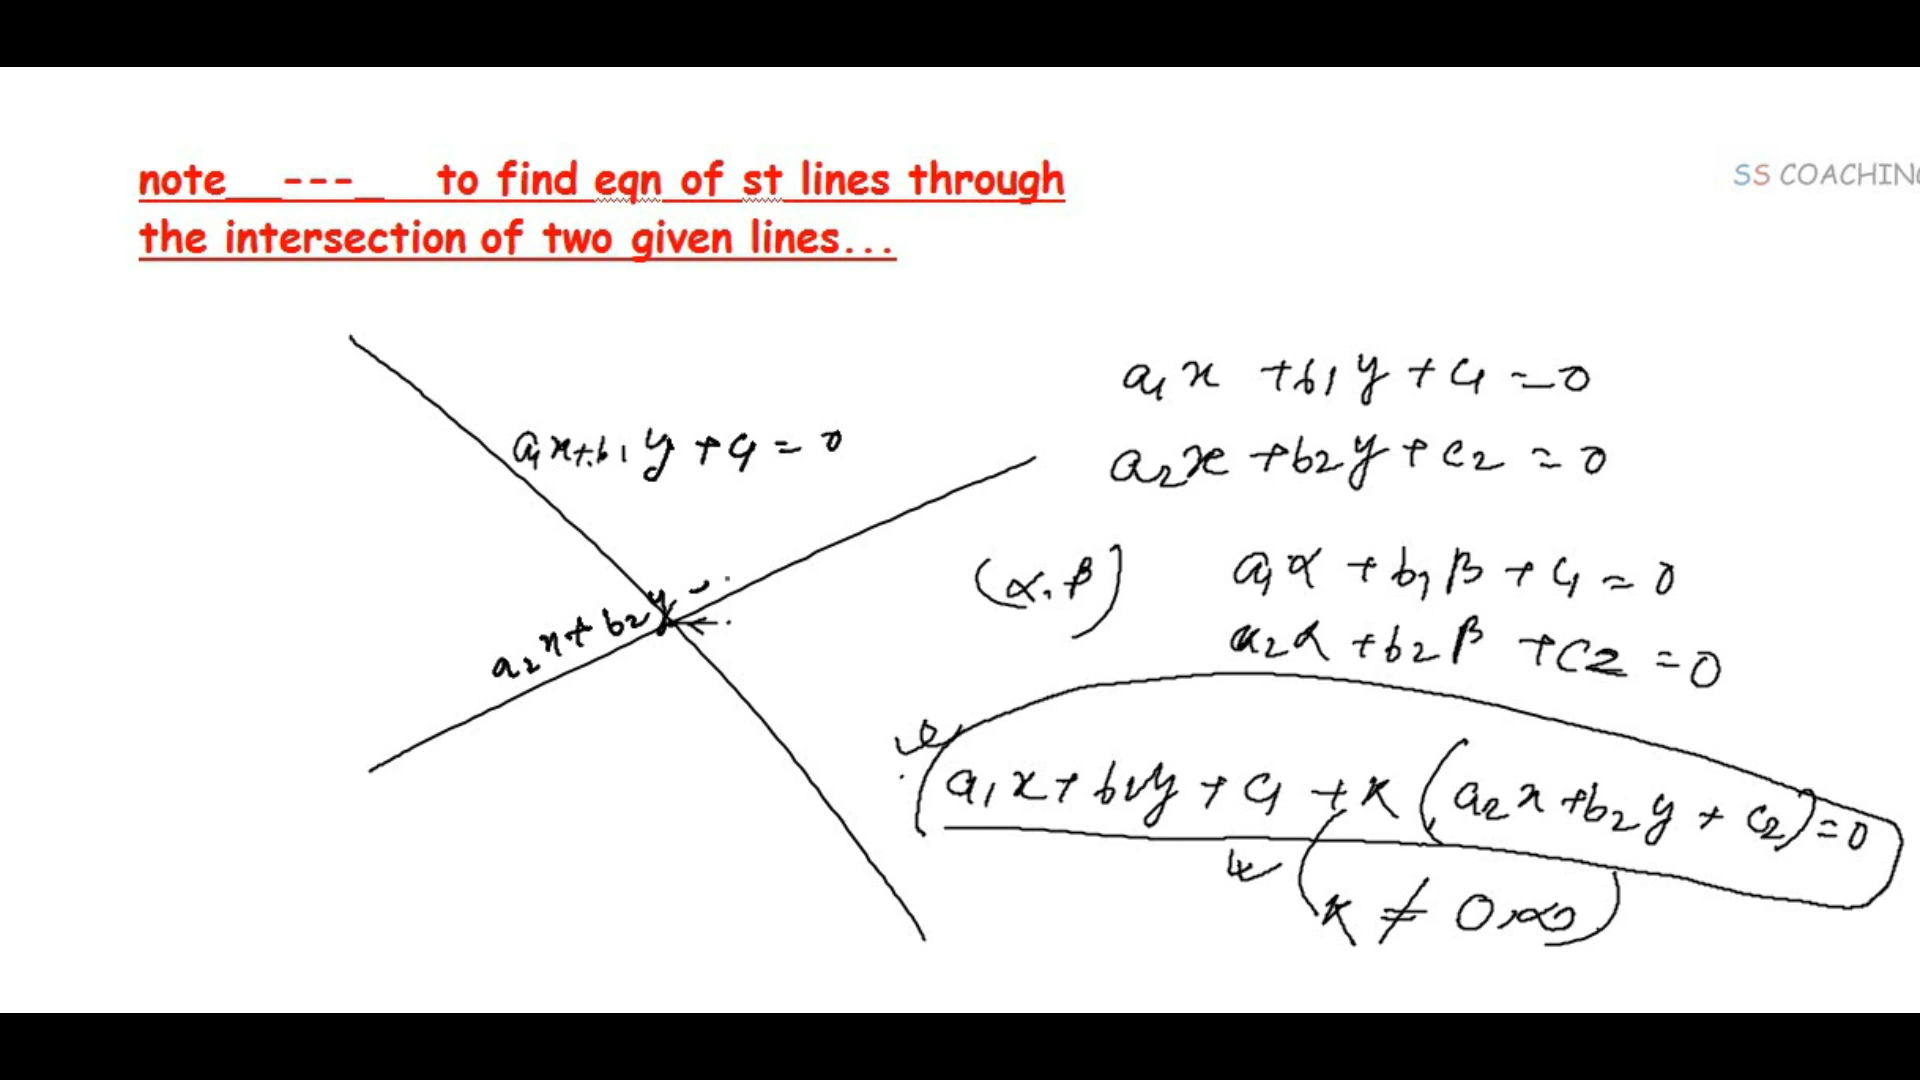 note__---_ to find eqn of st lines through
the intersection of two given lines...
SS COACHING
a1x + b1y + c1 = 0
a1x + b1y + c1 = 0
a2x + b2y + c2 = 0
a2x + b2y -
(α, β)
a1α + b1β + c1 = 0
a2α + b2β + c2 = 0
a1x + b1y + c1 + K (a2x + b2y + c2) = 0
K ≠ 0, ∞